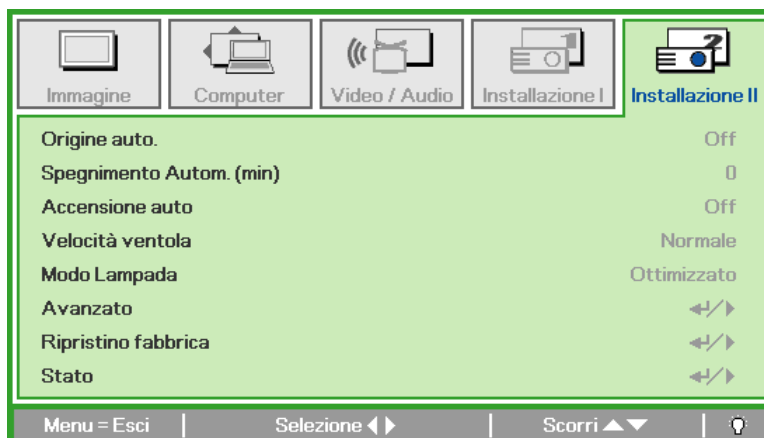 Immagine Computer Video / Audio Installazione I Installazione II
Origine auto. Off
Spegnimento Autom. (min) 0
Accensione auto Off
Velocità ventola Normale
Modo Lampada Ottimizzato
Avanzato
Ripristino fabbrica
Stato
Menu = Esci Selezione Scorri